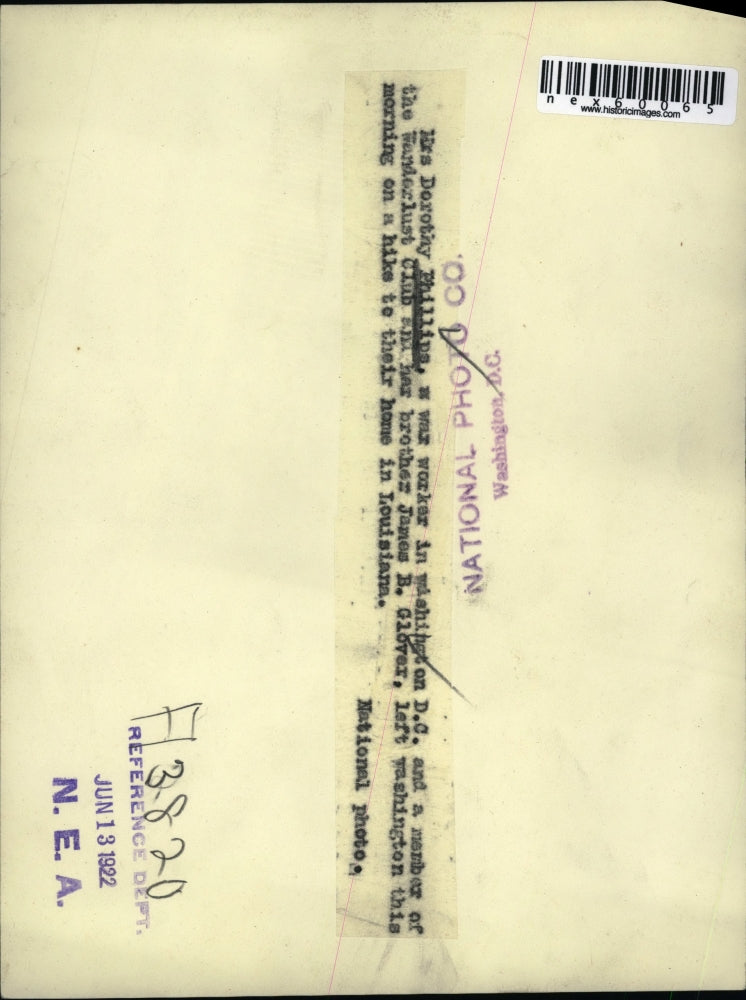 nex60065
www.historicimages.com
NATIONAL PHOTO CO.
Washington, D.C.
Mrs Dorothy Phillips, a war worker in washington D.C. and a member of
the Wanderlust Club and her brother James B. Glover, left washington this
morning on a hike to their home in Louisiana.
National photo.
H3820
REFERENCE DEPT.
JUN 13 1922
N. E. A.